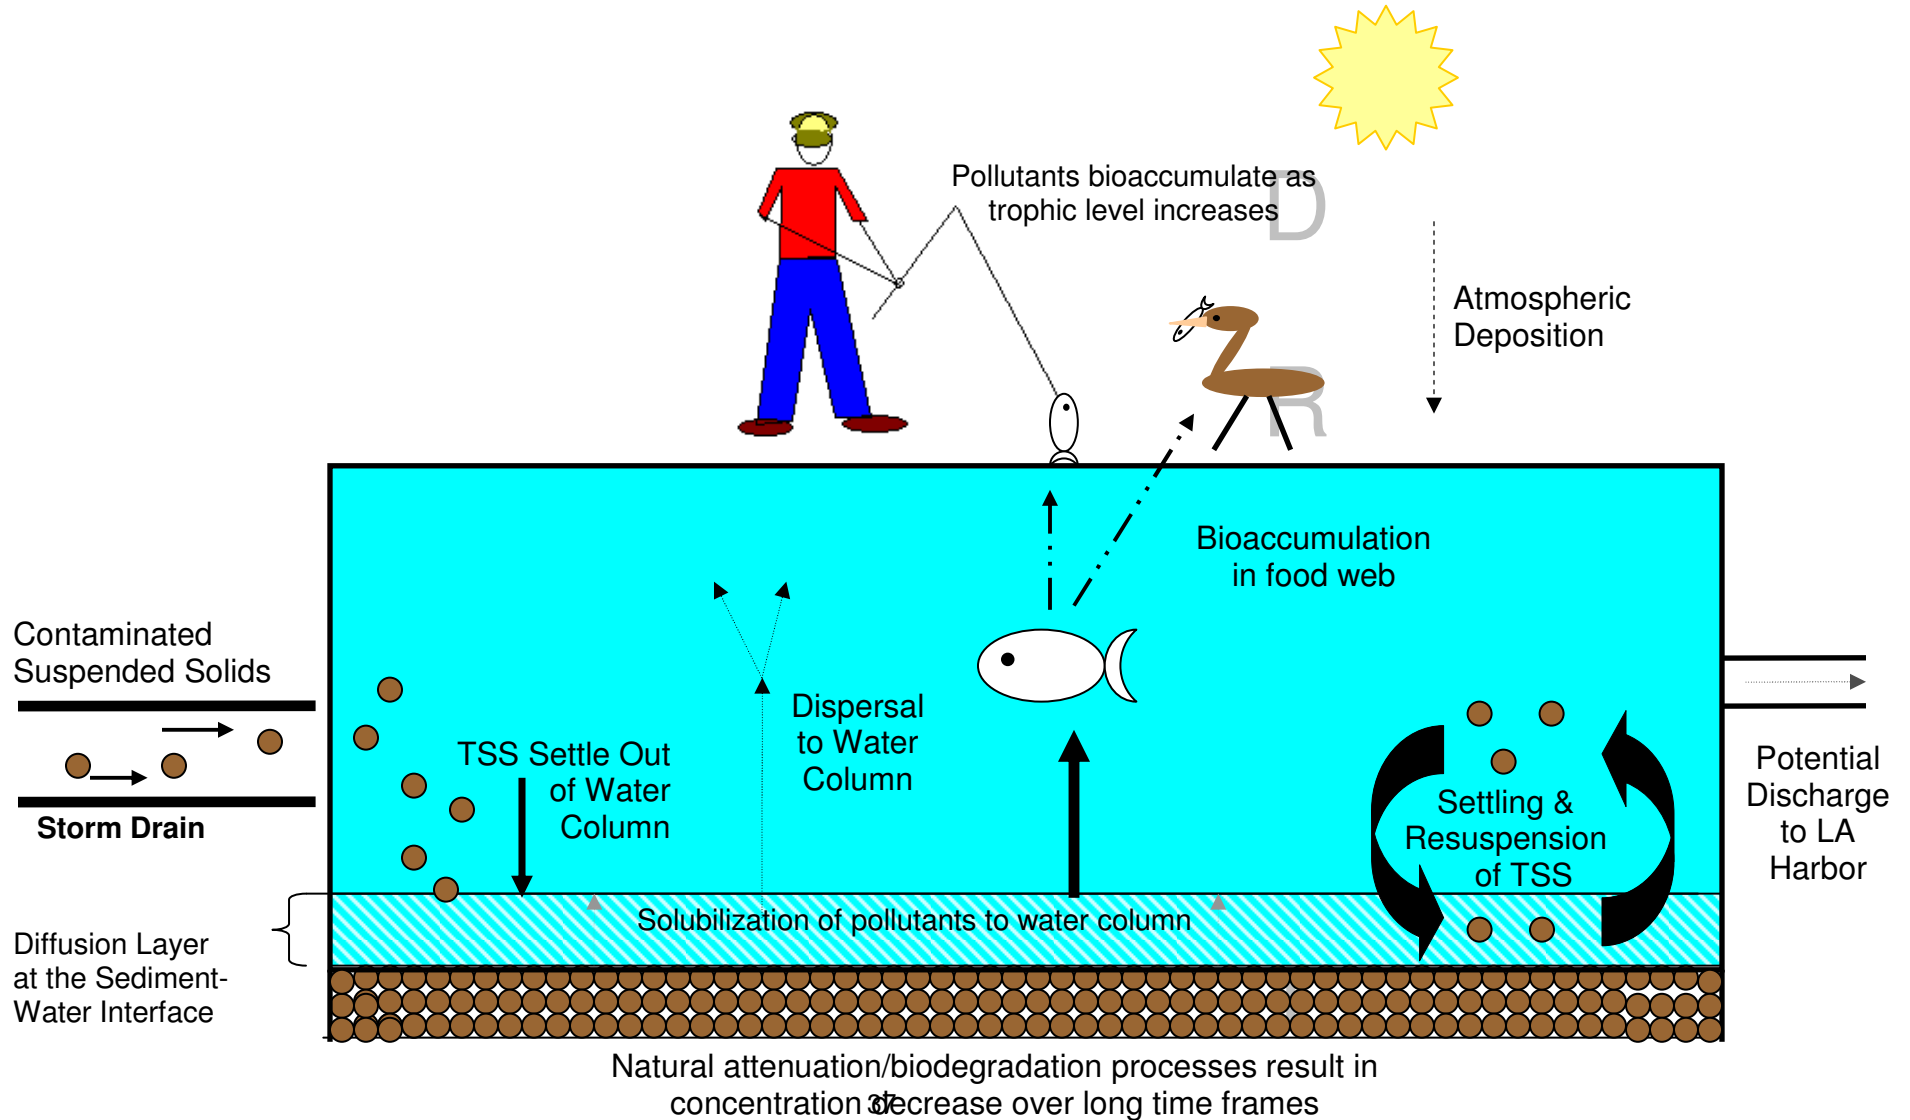 Pollutants bioaccumulate as
trophic level increases
D
R
Atmospheric
Deposition
Bioaccumulation
in food web
Contaminated
Suspended Solids
Storm Drain
TSS Settle Out
of Water
Column
Dispersal
to Water
Column
Settling &
Resuspension
of TSS
Potential
Discharge
to LA
Harbor
Solubilization of pollutants to water column
Diffusion Layer
at the Sediment-
Water Interface
Natural attenuation/biodegradation processes result in
concentration decrease over long time frames
37